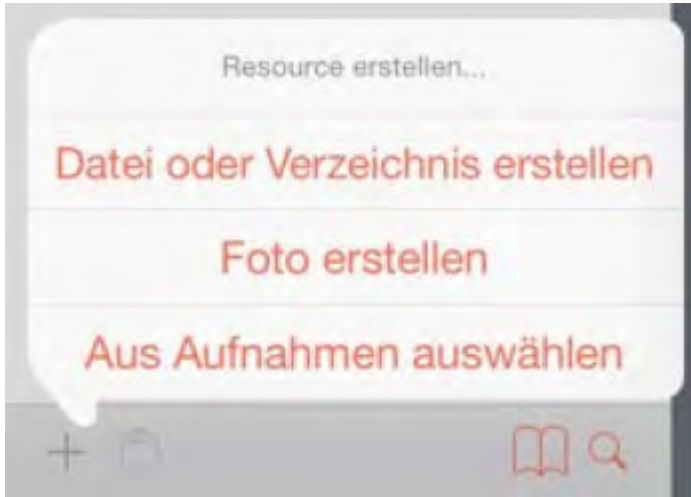 Resource erstellen...
Datei oder Verzeichnis erstellen
Foto erstellen
Aus Aufnahmen auswählen